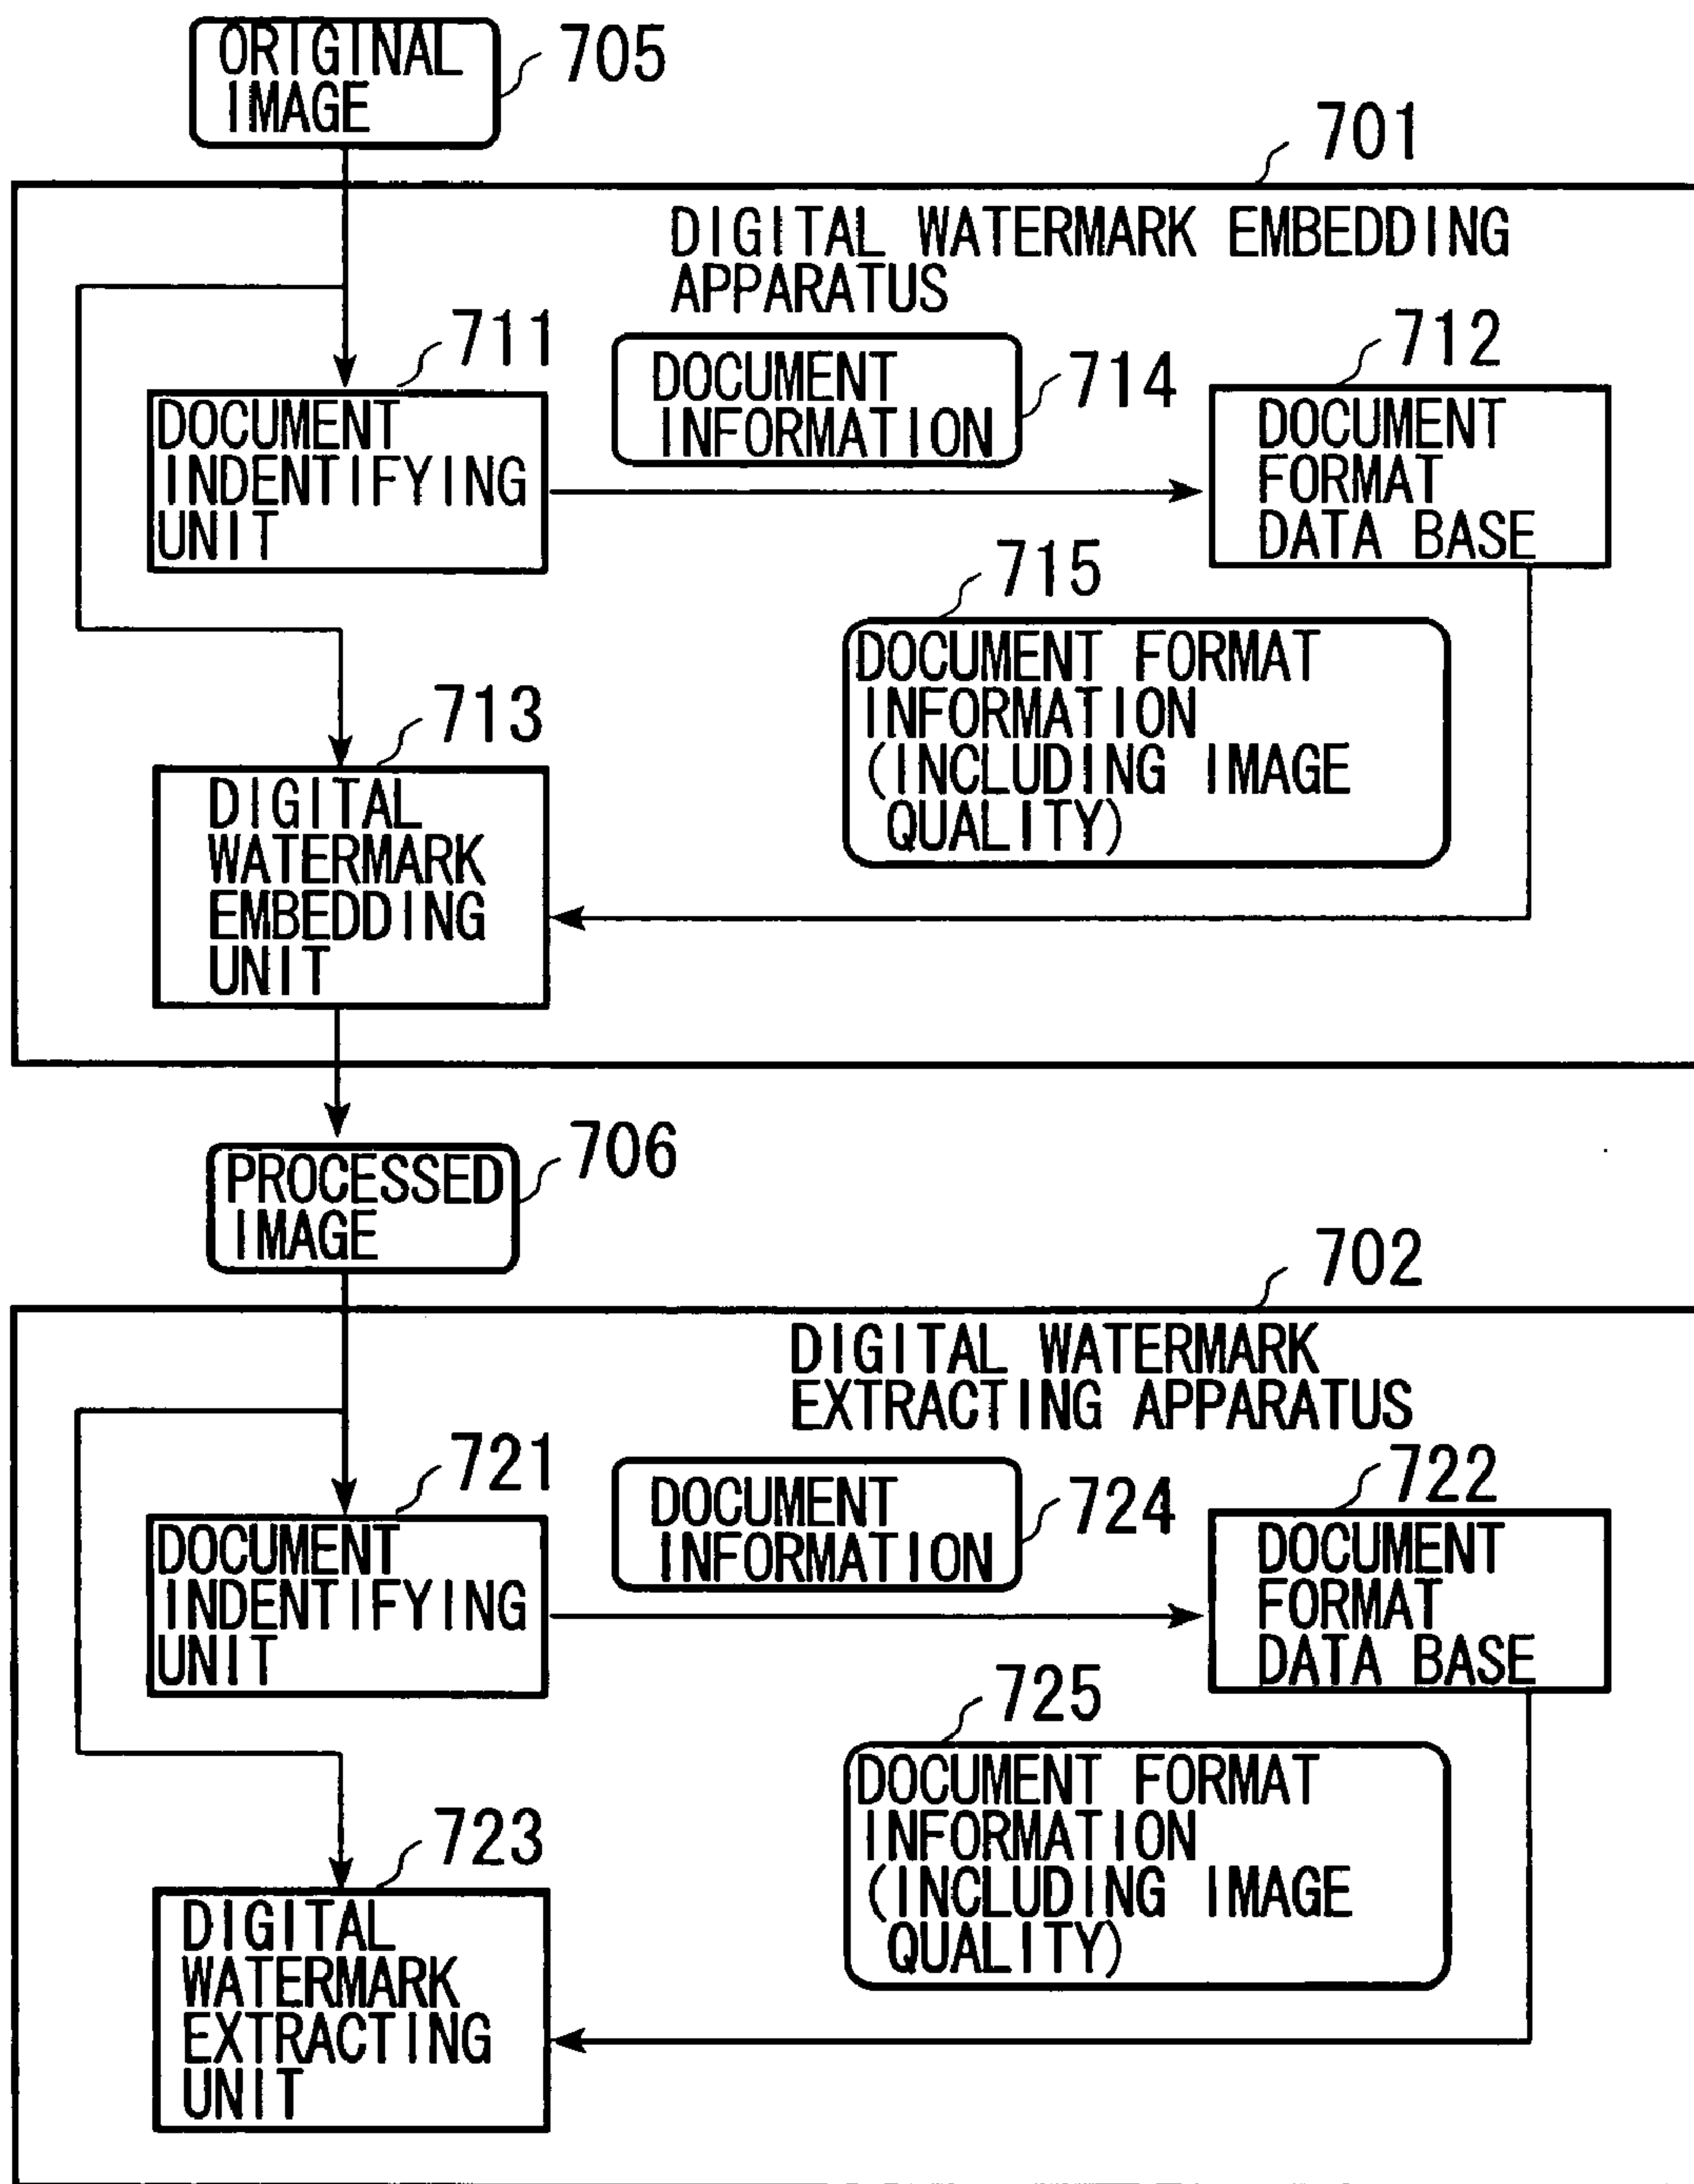 ORIGINAL
IMAGE
705
701
DIGITAL WATERMARK EMBEDDING
APPARATUS
711
DOCUMENT
INDENTIFYING
UNIT
DOCUMENT
INFORMATION
714
712
DOCUMENT
FORMAT
DATA BASE
715
DOCUMENT FORMAT
INFORMATION
(INCLUDING IMAGE
QUALITY)
713
DIGITAL
WATERMARK
EMBEDDING
UNIT
706
PROCESSED
IMAGE
702
DIGITAL WATERMARK
EXTRACTING APPARATUS
721
DOCUMENT
INDENTIFYING
UNIT
DOCUMENT
INFORMATION
724
722
DOCUMENT
FORMAT
DATA BASE
725
DOCUMENT FORMAT
INFORMATION
(INCLUDING IMAGE
QUALITY)
723
DIGITAL
WATERMARK
EXTRACTING
UNIT